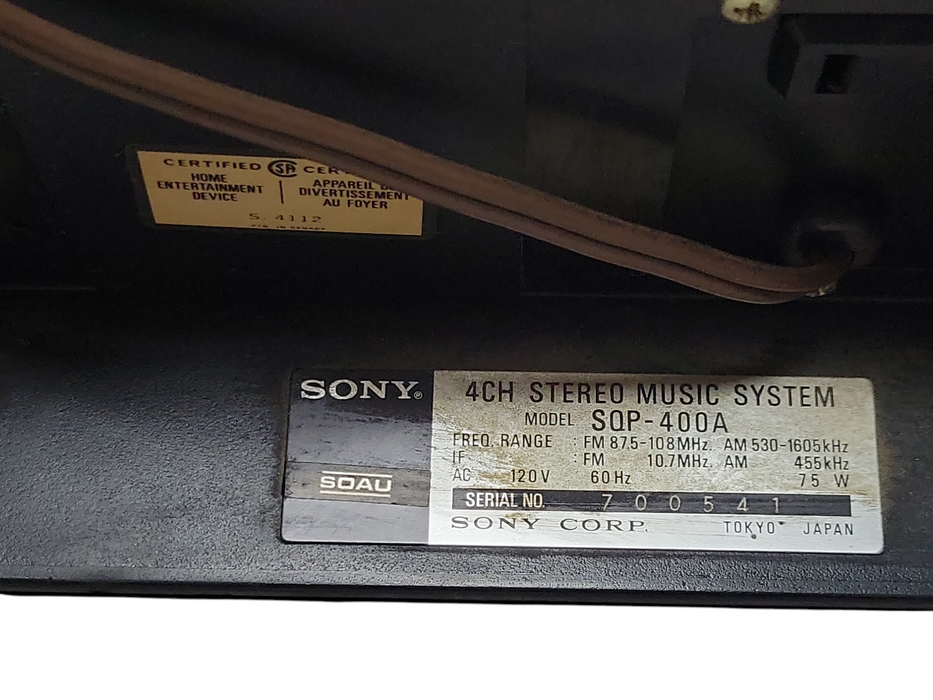 CERTIFIED SA CER
HOME ENTERTAINMENT DEVICE
APPAREIL DE DIVERTISSEMENT AU FOYER
S. 4112
SONY®
SOAU
4CH STEREO MUSIC SYSTEM
MODEL SQP-400A
FREQ. RANGE : FM 87.5-108MHz. AM 530-1605kHz
IF : FM 10.7MHz. AM 455kHz
AC 120V 60Hz 75 W
SERIAL NO. 700541
SONY CORP. TOKYO JAPAN